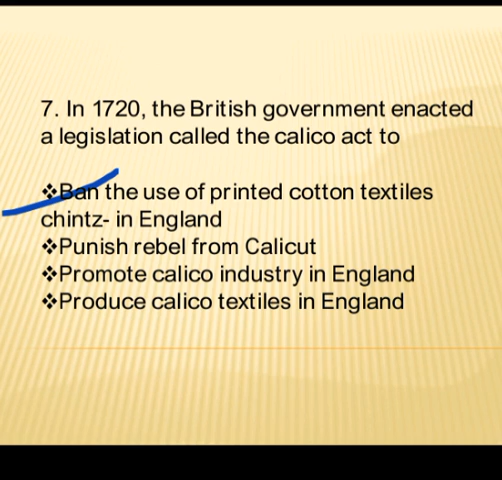 7. In 1720, the British government enacted
a legislation called the calico act to
❖Ban the use of printed cotton textiles
chintz- in England
❖Punish rebel from Calicut
❖Promote calico industry in England
❖Produce calico textiles in England